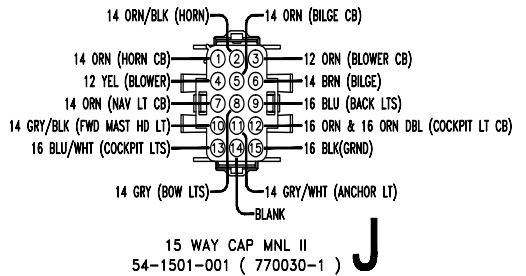 14 ORN/BLK (HORN) 14 ORN (BILGE CB)
14 ORN (HORN CB) 1 2 3 12 ORN (BLOWER CB)
12 YEL (BLOWER) 4 5 6 14 BRN (BILGE)
14 ORN (NAV LT CB) 7 8 9 16 BLU (BACK LTS)
14 GRY/BLK (FWD MAST HD LT) 10 11 12 16 ORN & 16 ORN DBL (COCKPIT LT CB)
16 BLU/WHT (COCKPIT LTS) 13 14 15 16 BLK(GRND)
14 GRY (BOW LTS) 14 GRY/WHT (ANCHOR LT)
BLANK
15 WAY CAP MNL II
54-1501-001 ( 770030-1 ) J